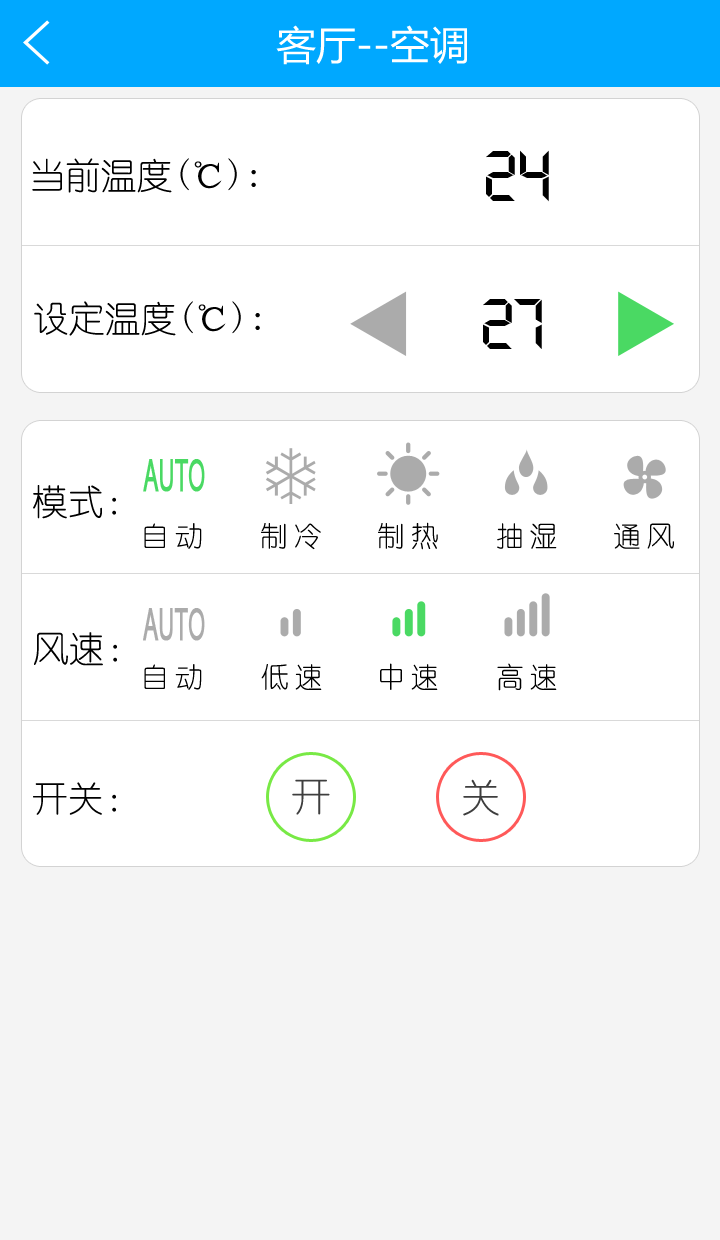 客厅--空调
当前温度(℃): 24
设定温度(℃): 27
模式: AUTO
自动 制冷 制热 抽湿 通风
风速: AUTO
自动 低速 中速 高速
开关: 开 关